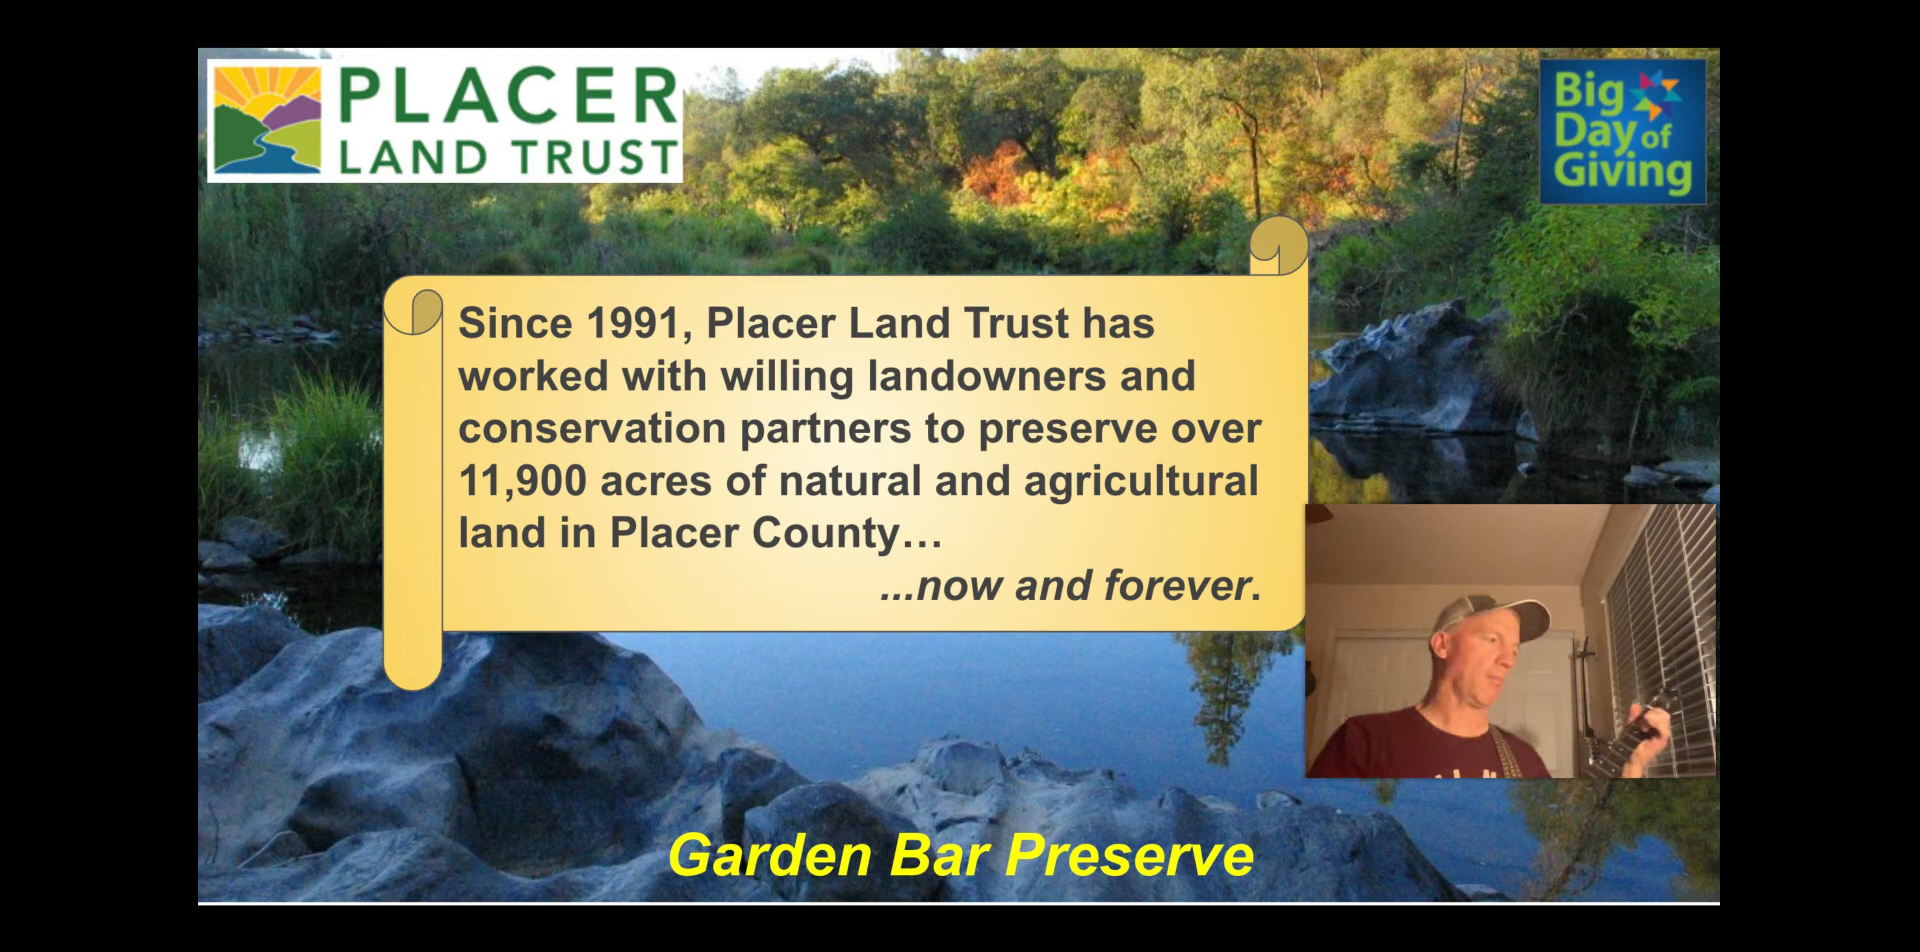 PLACER
LAND TRUST
Big
Day of
Giving
Since 1991, Placer Land Trust has
worked with willing landowners and
conservation partners to preserve over
11,900 acres of natural and agricultural
land in Placer County…
...now and forever.
Garden Bar Preserve